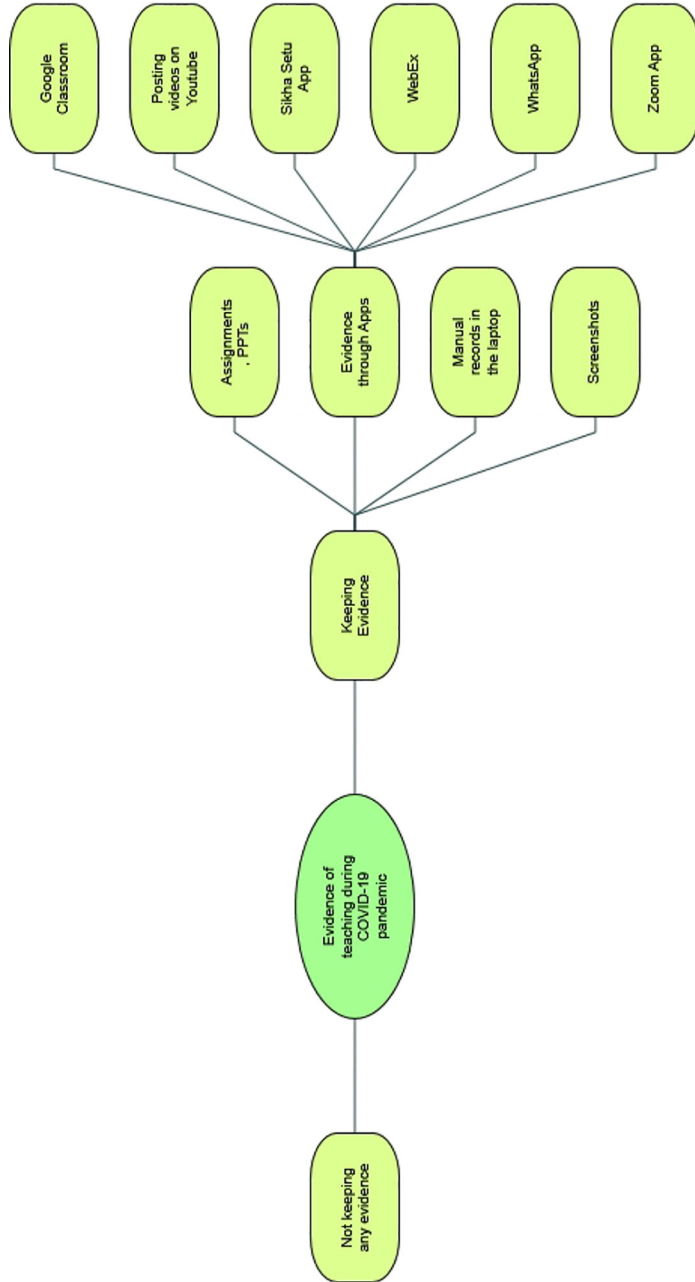 Google
Classroom
Posting
videos on
Youtube
Sikha Setu
App
WebEx
WhatsApp
Zoom App
Assignments
, PPTs
Evidence
through Apps
Manual
records in
the laptop
Screenshots
Keeping
Evidence
Evidence of
teaching during
COVID-19
pandemic
Not keeping
any evidence